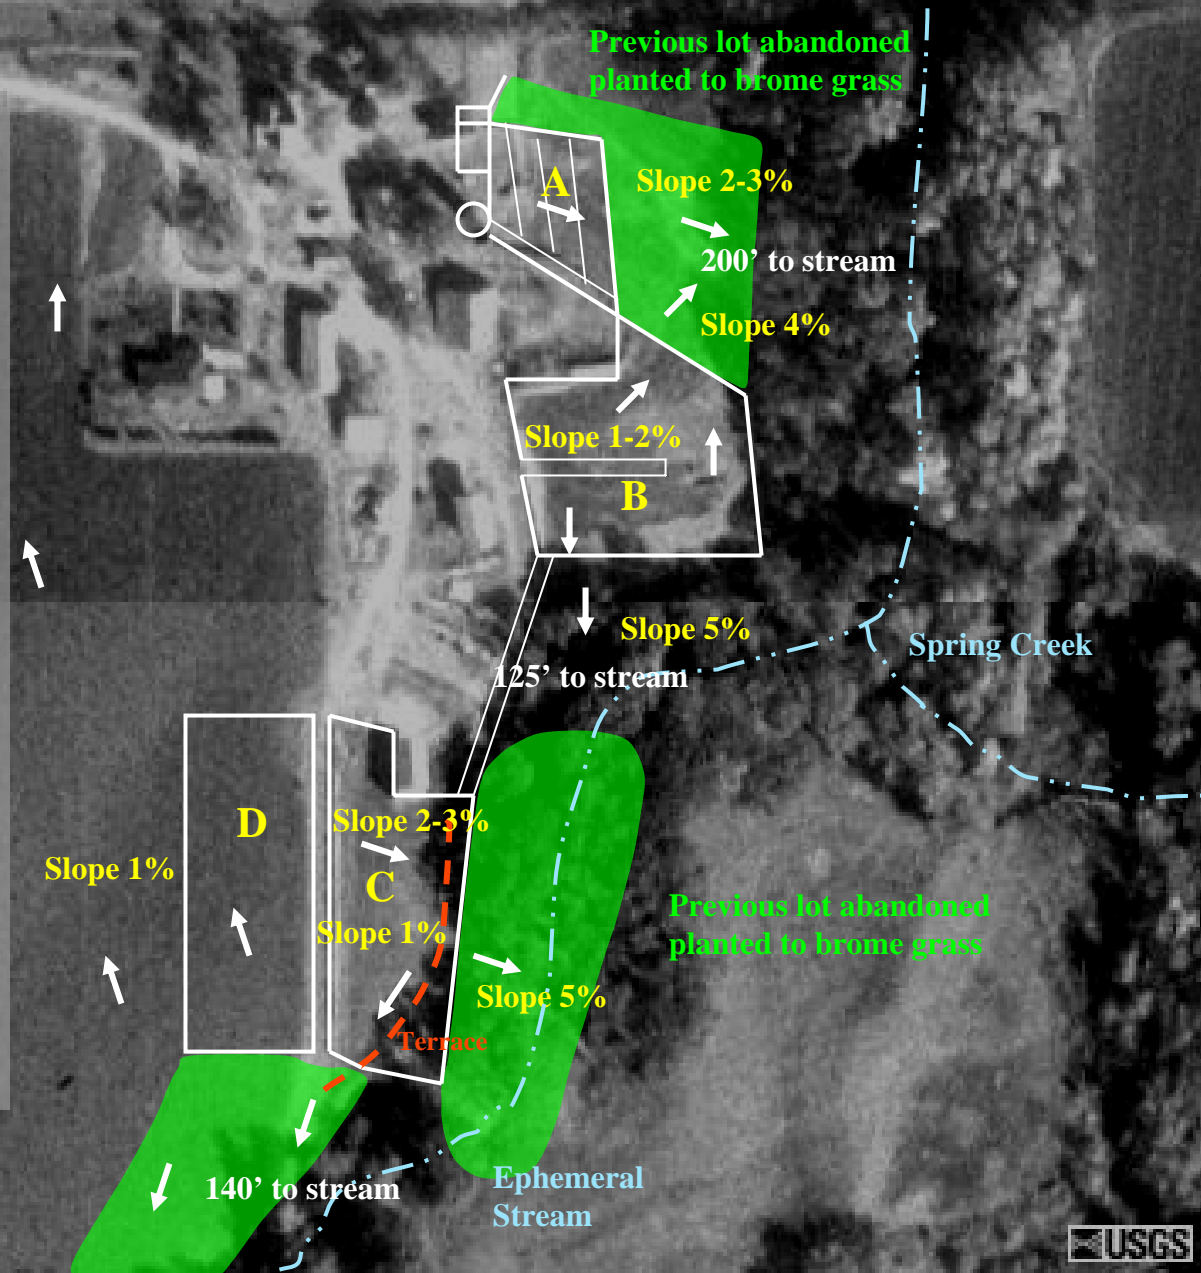 Previous lot abandoned
planted to brome grass
A
Slope 2-3%
200’ to stream
Slope 4%
Slope 1-2%
B
Slope 5%
Spring Creek
125’ to stream
D
Slope 2-3%
Slope 1%
C
Slope 1%
Previous lot abandoned
planted to brome grass
Slope 5%
Terrace
140’ to stream
Ephemeral
Stream
USGS